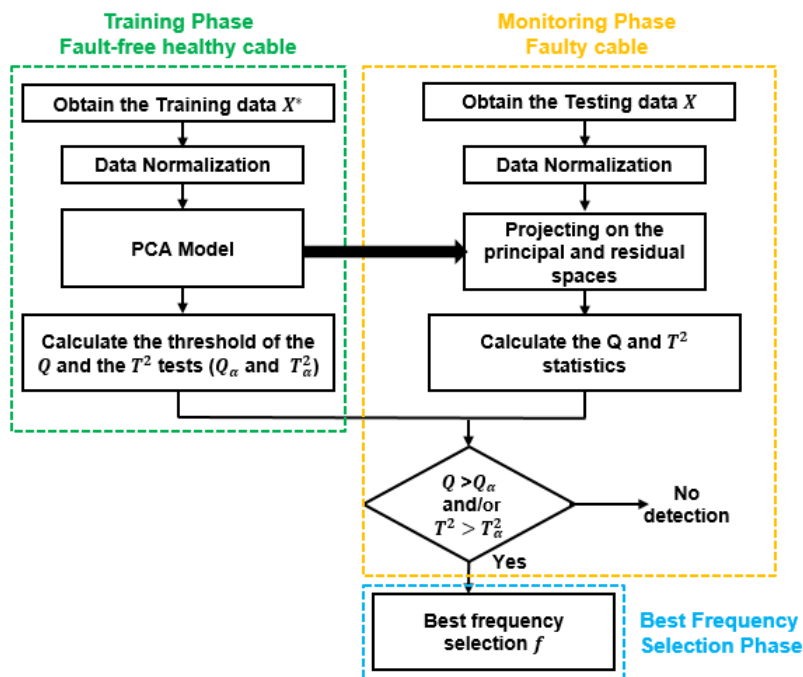 Training Phase
Fault-free healthy cable
Obtain the Training data X*
Data Normalization
PCA Model
Calculate the threshold of the
Q and the T² tests (Qα and T²α)
Monitoring Phase
Faulty cable
Obtain the Testing data X
Data Normalization
Projecting on the
principal and residual
spaces
Calculate the Q and T²
statistics
Q >Qα
and/or
T² > T²α
No
detection
Yes
Best frequency
selection f
Best Frequency
Selection Phase